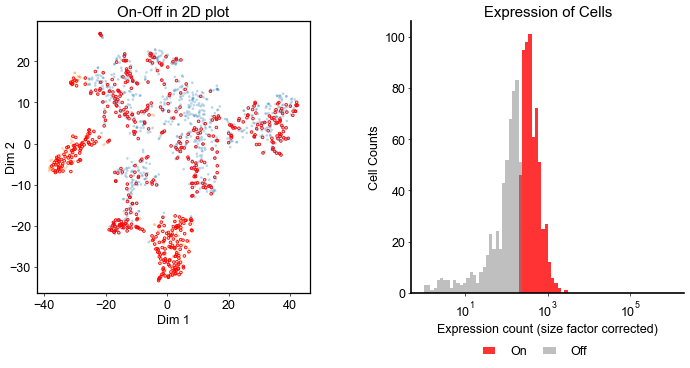 On-Off in 2D plot
20
10
0
−10
−20
−30
−40
−20
0
20
40
Dim 2
Dim 1
Expression of Cells
100
80
60
40
20
0
10^1
10^3
10^5
Cell Counts
Expression count (size factor corrected)
On Off